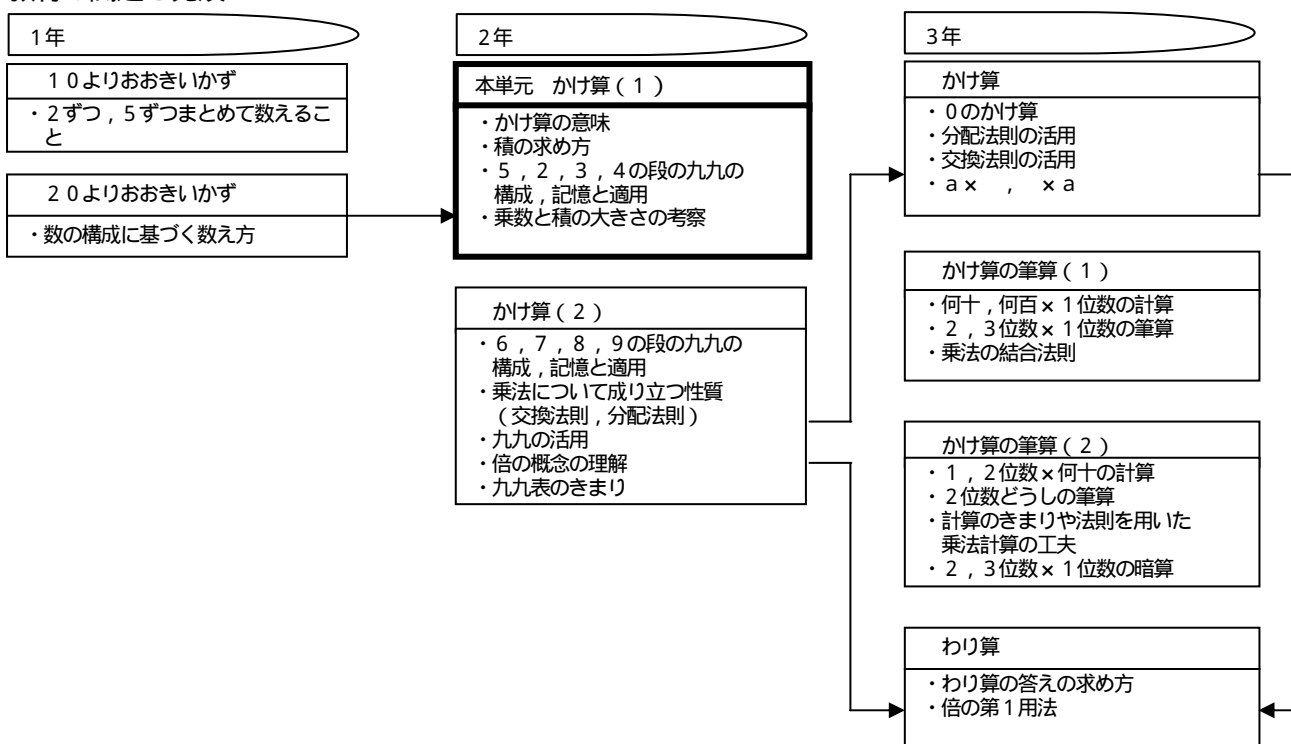 1年
10よりおおきいかず
・2ずつ,5ずつまとめて数えるこ
と
20よりおおきいかず
・数の構成に基づく数え方
2年
本単元 かけ算(1)
・かけ算の意味
・積の求め方
・5,2,3,4の段の九九の
構成,記憶と適用
・乗数と積の大きさの考察
かけ算(2)
・6,7,8,9の段の九九の
構成,記憶と適用
・乗法について成り立つ性質
(交換法則,分配法則)
・九九の活用
・倍の概念の理解
・九九表のきまり
3年
かけ算
・0のかけ算
・分配法則の活用
・交換法則の活用
・a× , ×a
かけ算の筆算(1)
・何十,何百×1位数の計算
・2,3位数×1位数の筆算
・乗法の結合法則
かけ算の筆算(2)
・1,2位数×何十の計算
・2位数どうしの筆算
・計算のきまりや法則を用いた
乗法計算の工夫
・2,3位数×1位数の暗算
わり算
・わり算の答えの求め方
・倍の第1用法